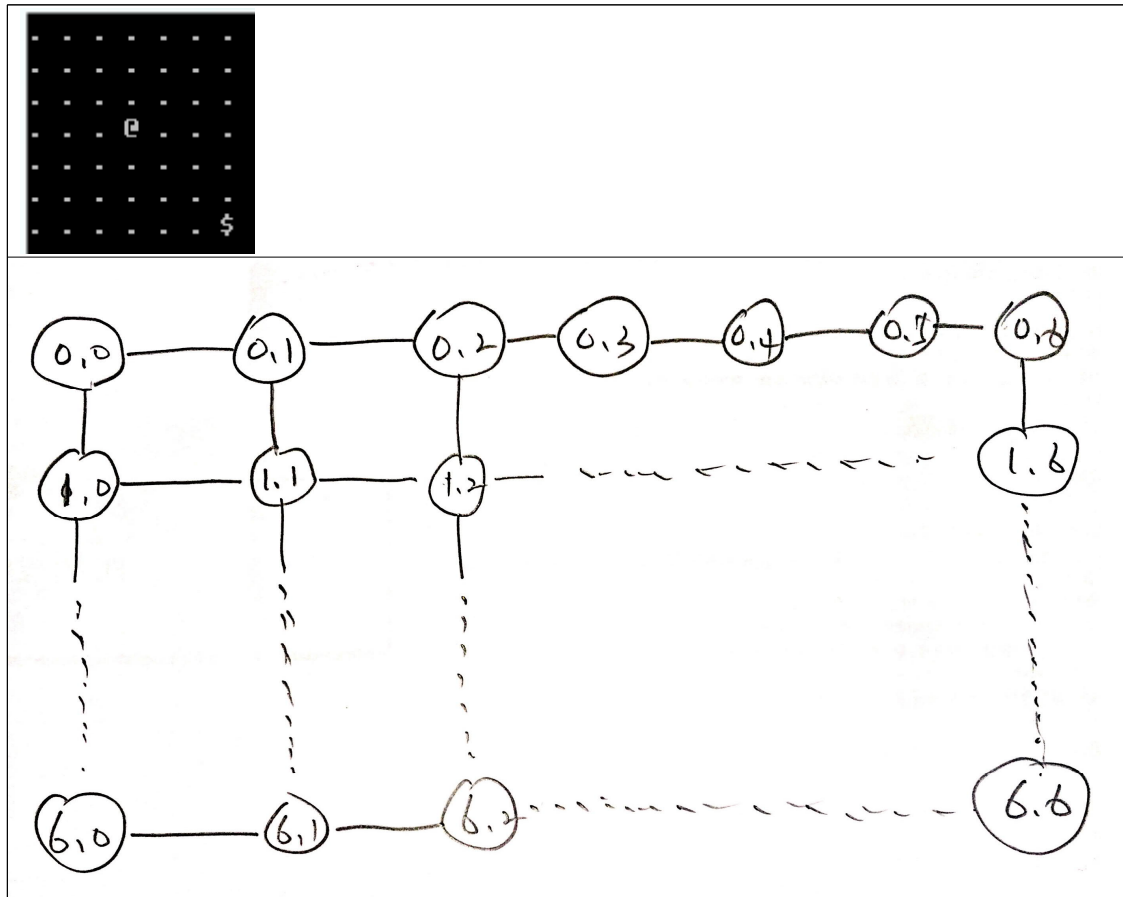 . . . . . . .
. . . . . . .
. . . . . . .
. . . @ . . .
. . . . . . .
. . . . . . .
. . . . . . $
0,0 0,1 0.2 0.3 0.4 0.5 0.6
1,0 1.1 1.2 1.6
6,0 6,1 6.2 6.6